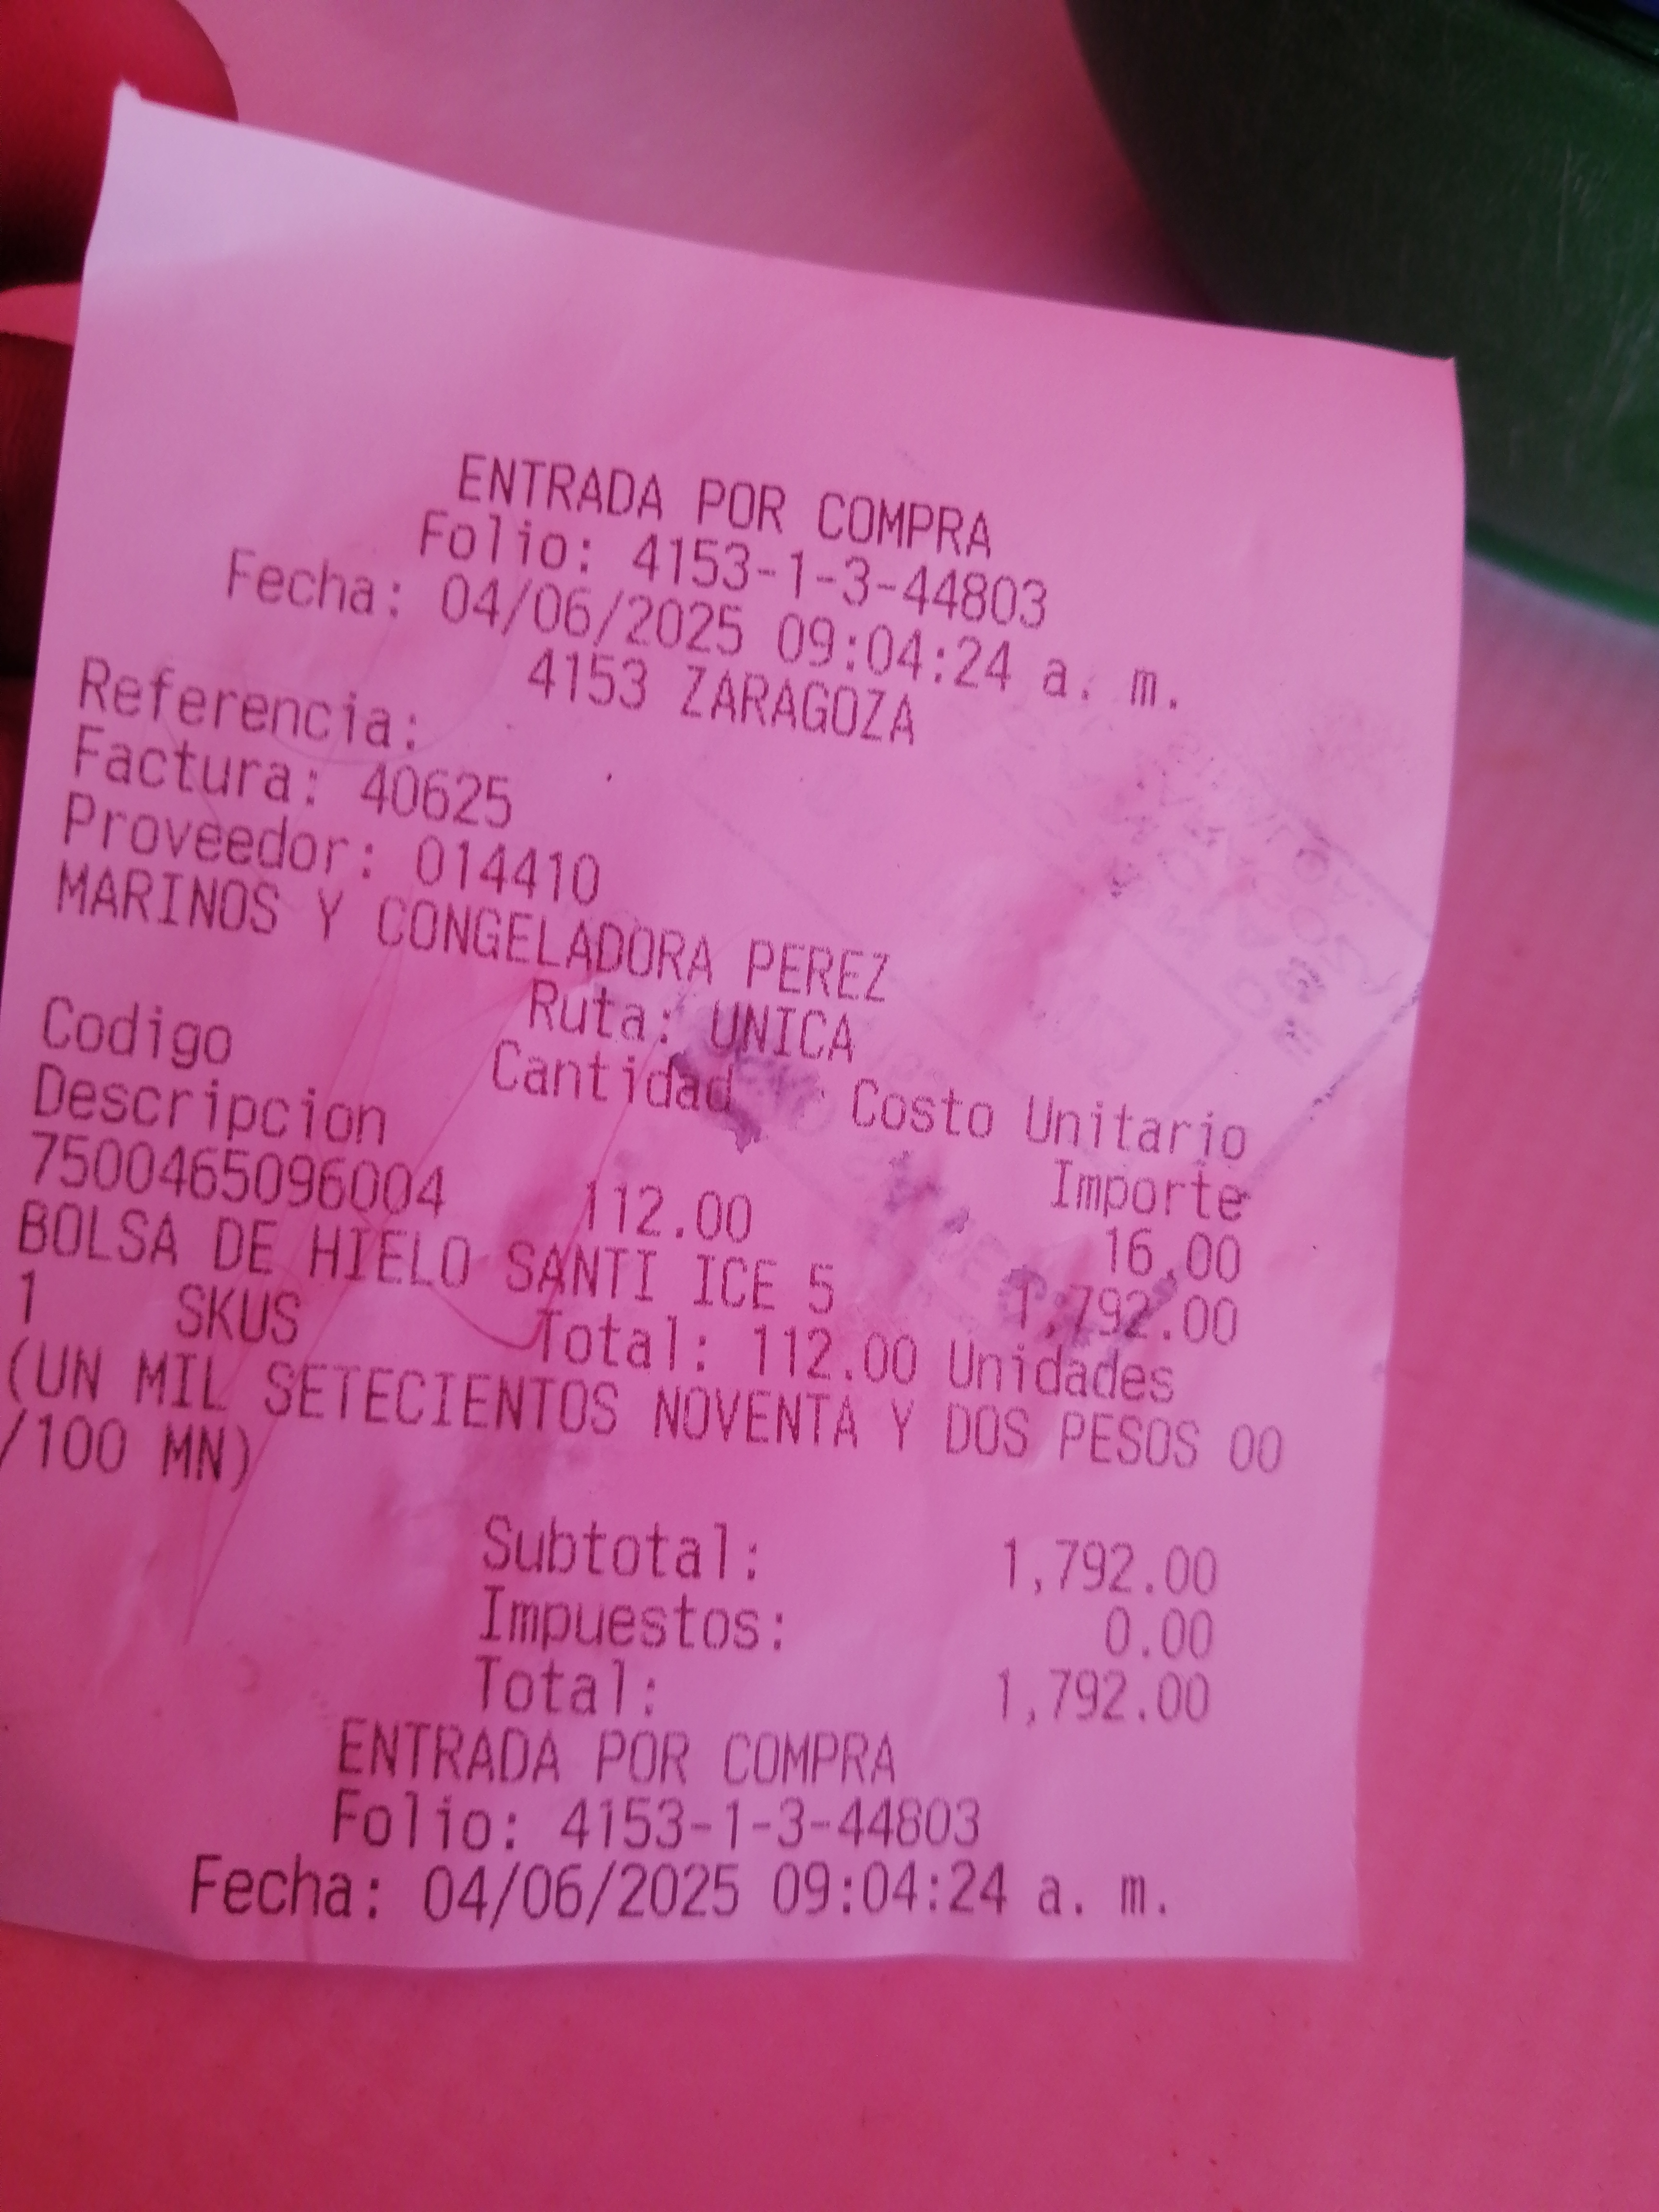 ENTRADA POR COMPRA
Folio: 4153-1-3-44803
Fecha: 04/06/2025 09:04:24 a. m.
4153 ZARAGOZA
Referencia:
Factura: 40625
Proveedor: 014410
MARINOS Y CONGELADORA PEREZ
Ruta: UNICA
Codigo Cantidad Costo Unitario
Descripcion Importe
7500465096004 112.00 16.00
BOLSA DE HIELO SANTI ICE 5 1,792.00
1 SKUS Total: 112.00 Unidades
(UN MIL SETECIENTOS NOVENTA Y DOS PESOS 00
/100 MN)
Subtotal: 1,792.00
Impuestos: 0.00
Total: 1,792.00
ENTRADA POR COMPRA
Folio: 4153-1-3-44803
Fecha: 04/06/2025 09:04:24 a. m.